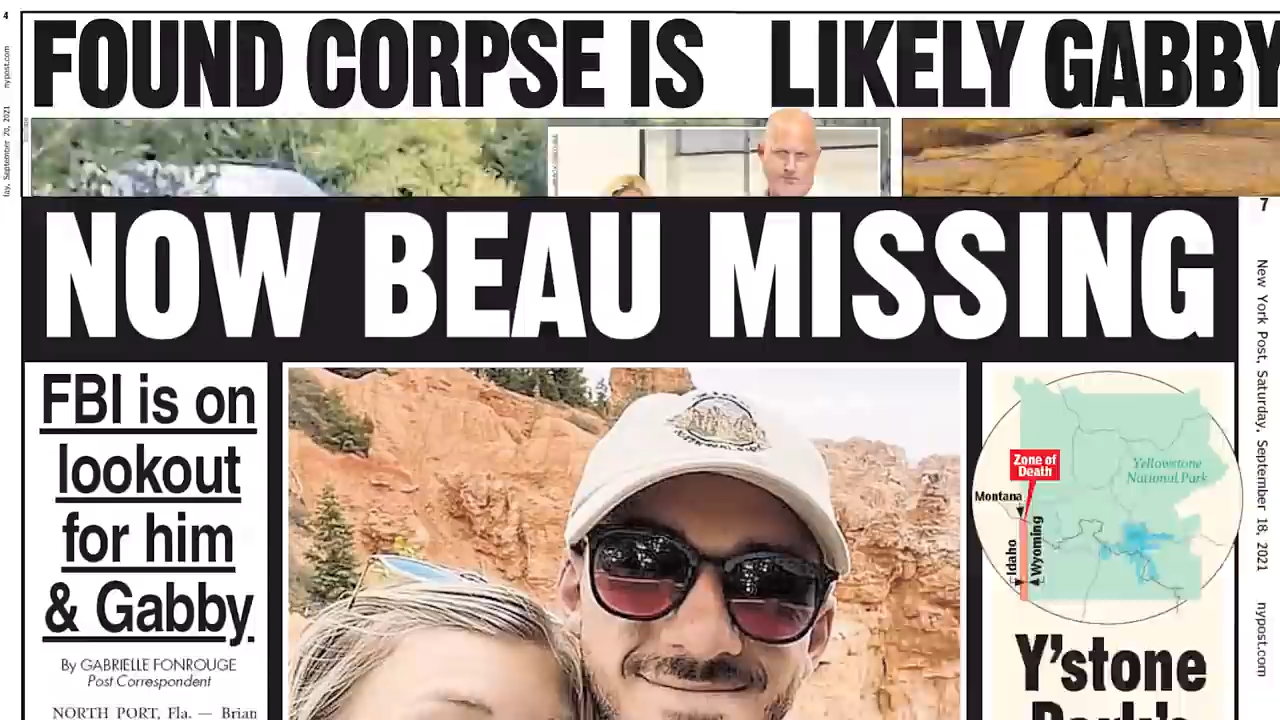 4
nypost.com
FOUND CORPSE IS LIKELY GABBY
NOW BEAU MISSING
7
New York Post, Saturday, September 18, 2021
nypost.com
FBI is on
lookout
for him
& Gabby
By GABRIELLE FONROUGE
Post Correspondent
NORTH PORT, Fla. — Brian
Zone of
Death
Yellowstone
National Park
Montana
Idaho
Wyoming
Y'stone
Park's